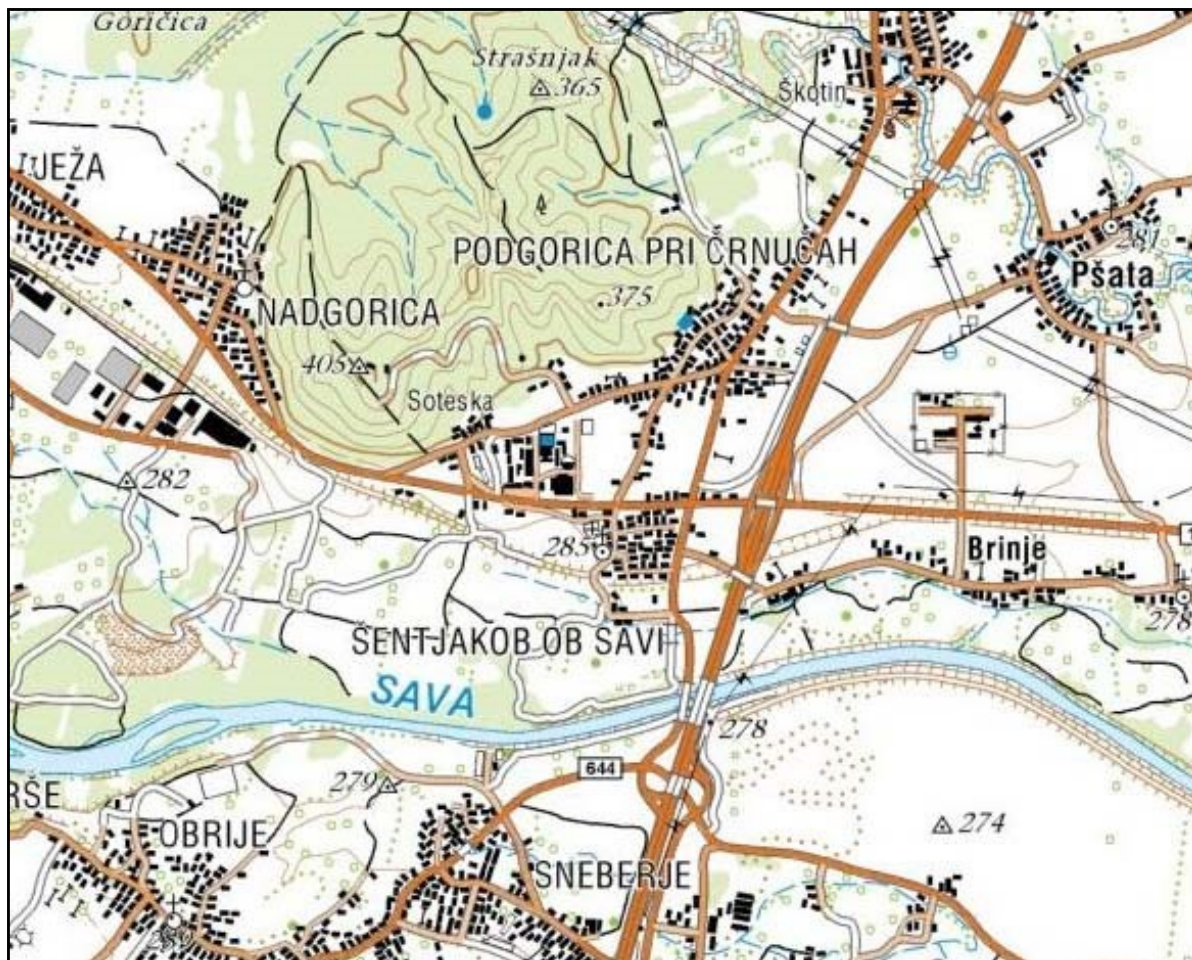 Goričica
Strašnjak
365
Škotin
JEŽA
PODGORICA PRI ČRNUČAH
281
Pšata
375
NADGORICA
405
Soteska
282
285
Brinje
278
ŠENTJAKOB OB SAVI
SAVA
278
644
279
RŠE
OBRIJE
274
SNEBERJE